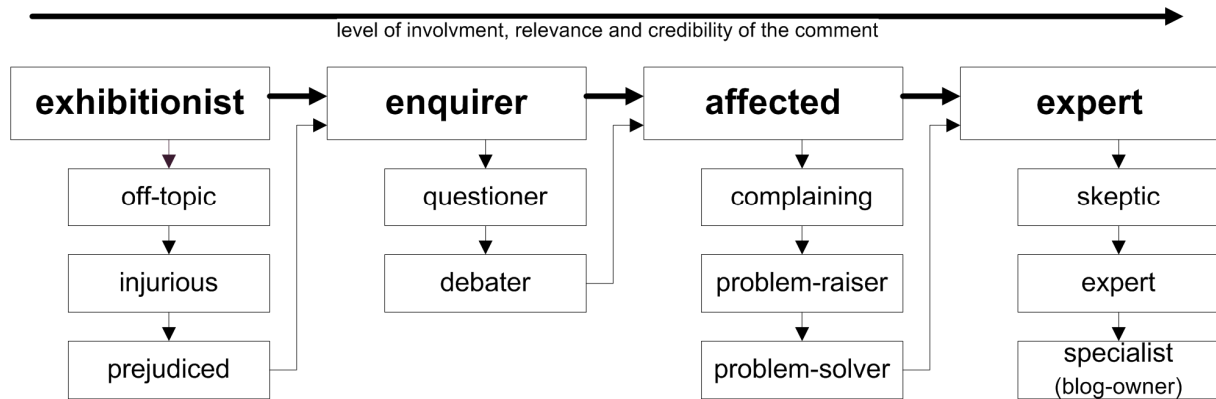 level of involvment, relevance and credibility of the comment
exhibitionist
off-topic
injurious
prejudiced
enquirer
questioner
debater
affected
complaining
problem-raiser
problem-solver
expert
skeptic
expert
specialist
(blog-owner)